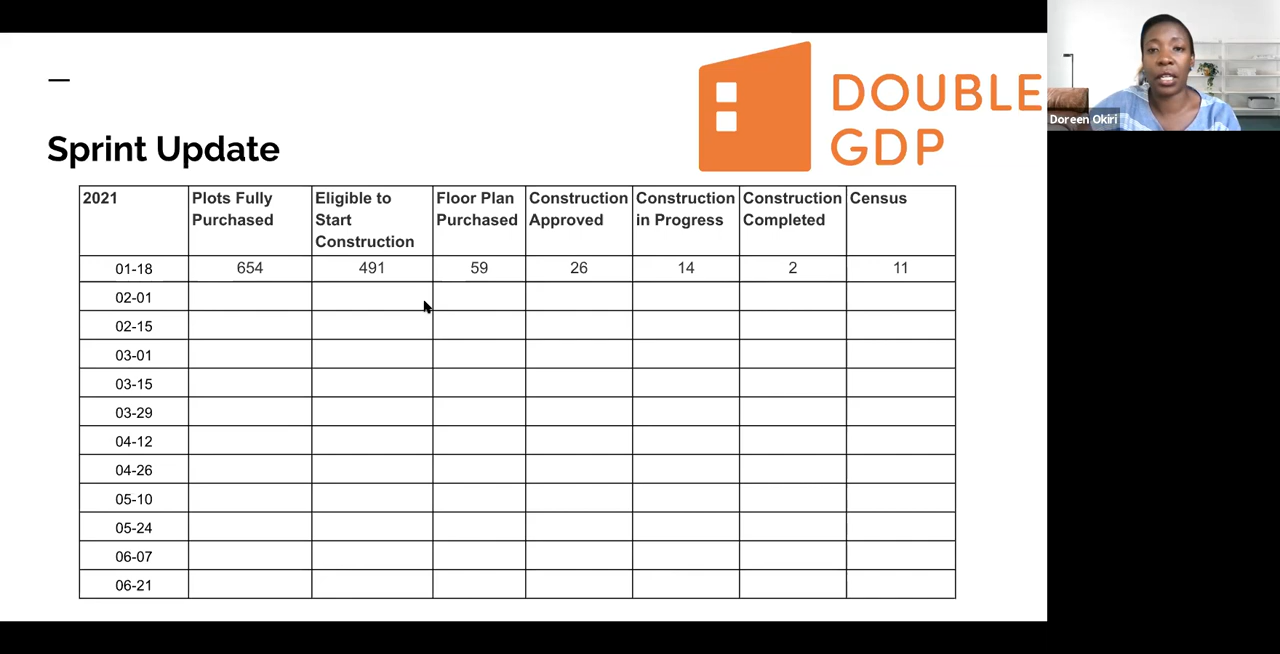 DOUBLE
GDP
Doreen Okiri
Sprint Update
2021 Plots Fully Purchased Eligible to Start Construction Floor Plan Purchased Construction Approved Construction in Progress Construction Completed Census
01-18 654 491 59 26 14 2 11
02-01
02-15
03-01
03-15
03-29
04-12
04-26
05-10
05-24
06-07
06-21